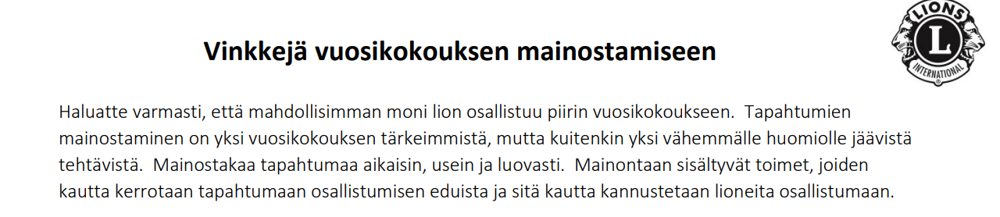 LIONS
L
INTERNATIONAL
®
Vinkkejä vuosikokouksen mainostamiseen
Haluatte varmasti, että mahdollisimman moni lion osallistuu piirin vuosikokoukseen.  Tapahtumien
mainostaminen on yksi vuosikokouksen tärkeimmistä, mutta kuitenkin yksi vähemmälle huomiolle jäävistä
tehtävistä.  Mainostakaa tapahtumaa aikaisin, usein ja luovasti.  Mainontaan sisältyvät toimet, joiden
kautta kerrotaan tapahtumaan osallistumisen eduista ja sitä kautta kannustetaan lioneita osallistumaan.